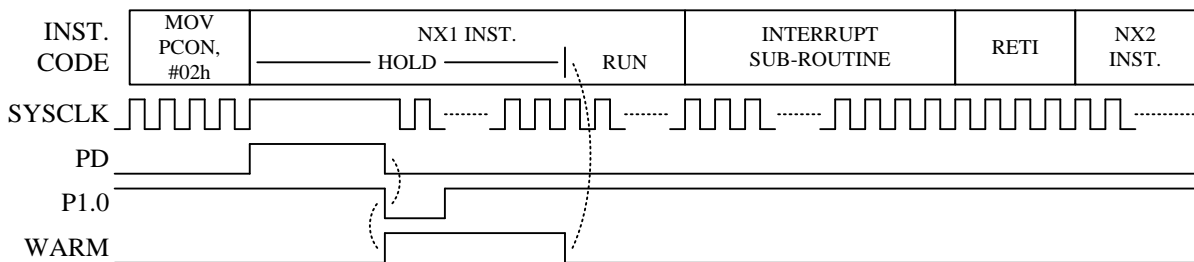 INST.
CODE
MOV
PCON,
#02h
NX1 INST.
HOLD
RUN
INTERRUPT
SUB-ROUTINE
RETI
NX2
INST.
SYSCLK
PD
P1.0
WARM